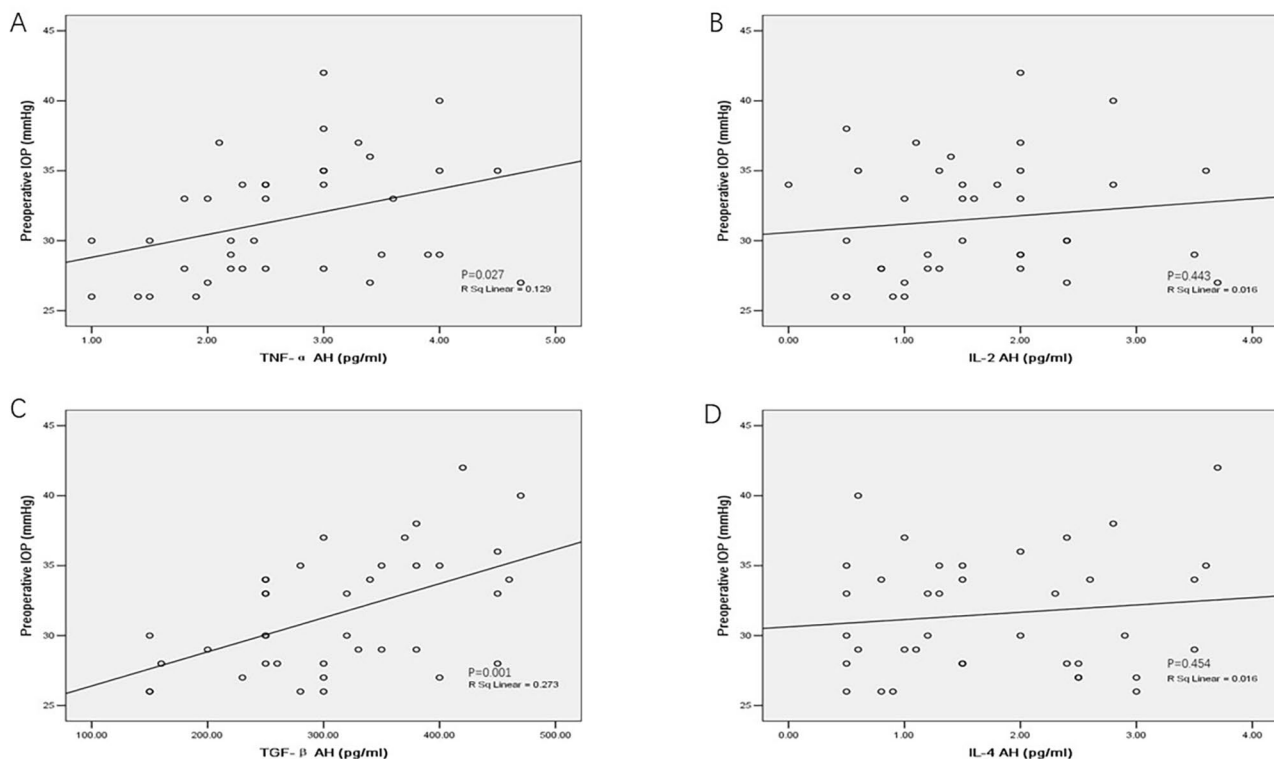 A
Preoperative IOP (mmHg)
45
40
35
30
25
P=0.027
R Sq Linear = 0.129
1.00 2.00 3.00 4.00 5.00
TNF- α AH (pg/ml)
B
Preoperative IOP (mmHg)
45
40
35
30
25
P=0.443
R Sq Linear = 0.016
0.00 1.00 2.00 3.00 4.00
IL-2 AH (pg/ml)
C
Preoperative IOP (mmHg)
45
40
35
30
25
P=0.001
R Sq Linear = 0.273
100.00 200.00 300.00 400.00 500.00
TGF- β AH (pg/ml)
D
Preoperative IOP (mmHg)
45
40
35
30
25
P=0.454
R Sq Linear = 0.016
0.00 1.00 2.00 3.00 4.00
IL-4 AH (pg/ml)